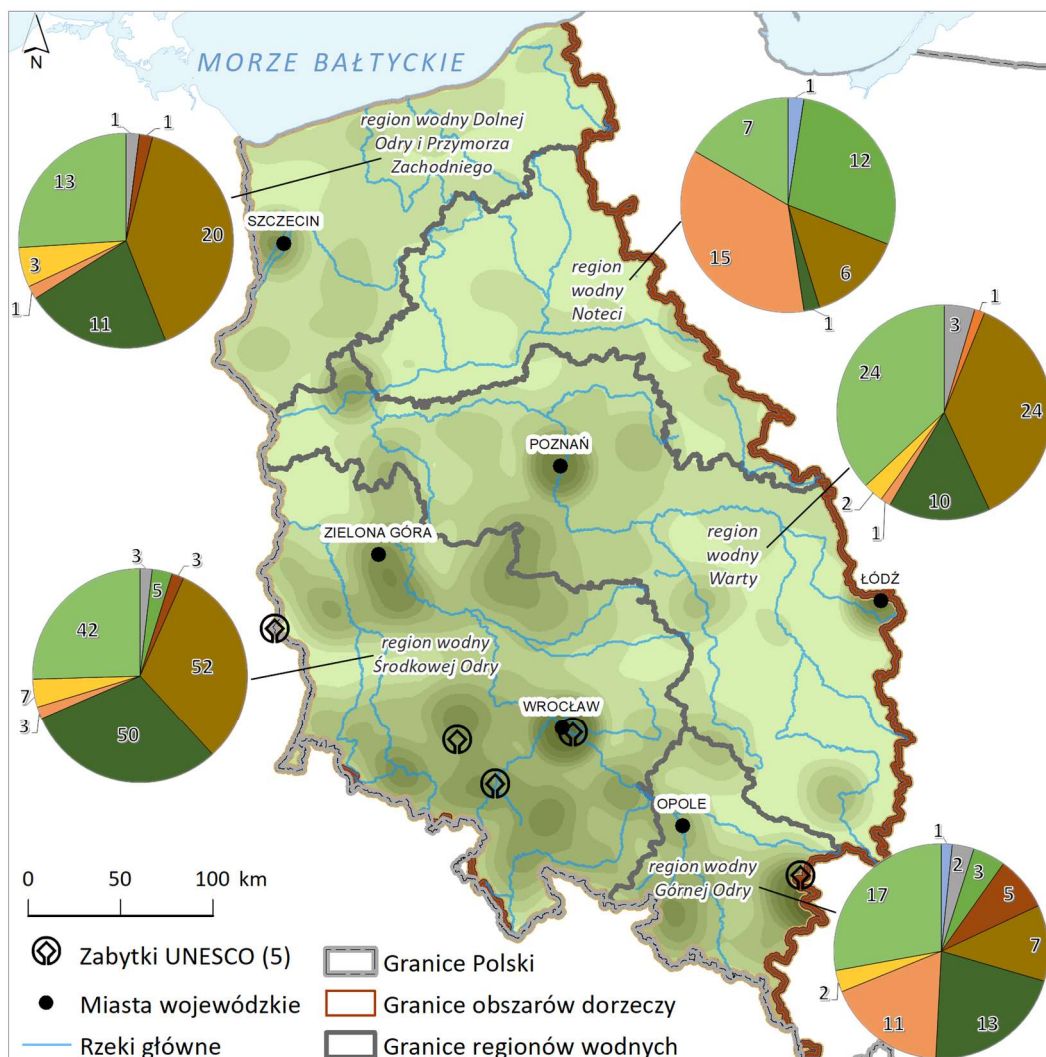 N
MORZE BAŁTYCKIE
region wodny Dolnej
Odry i Przymorza
Zachodniego
1
1
13
20
3
1
11
SZCZECIN
1
7
12
15
6
1
region
wodny
Noteci
3
1
24
24
2
1
10
POZNAŃ
region
wodny
Warty
ZIELONA GÓRA
ŁÓDŹ
3
5
3
42
52
7
3
50
region wodny
Środkowej Odry
WROCŁAW
OPOLE
region wodny
Górnej Odry
1
2
3
5
17
7
2
11
13
0 50 100 km
Zabytki UNESCO (5)
Miasta wojewódzkie
Rzeki główne
Granice Polski
Granice obszarów dorzeczy
Granice regionów wodnych